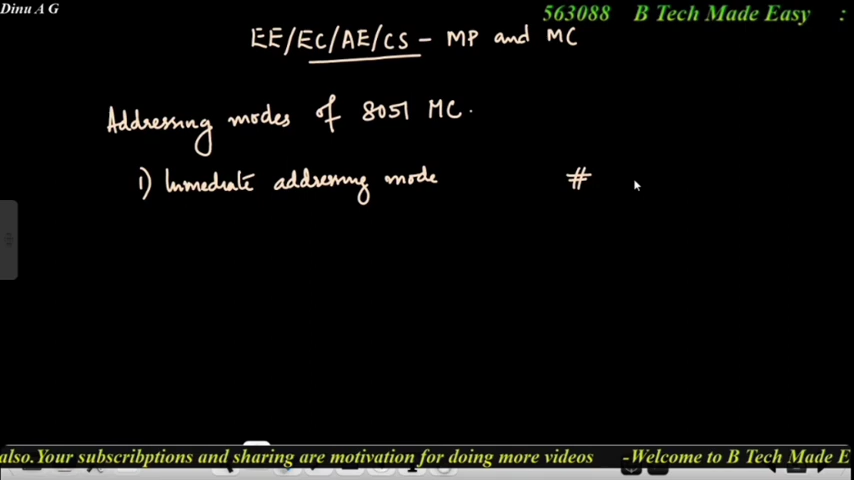 Dinu A G
563088 B Tech Made Easy :
EE/EC/AE/CS - MP and MC
Addressing modes of 8051 MC.
1) Immediate addressing mode #
also.Your subscribptions and sharing are motivation for doing more videos -Welcome to B Tech Made E